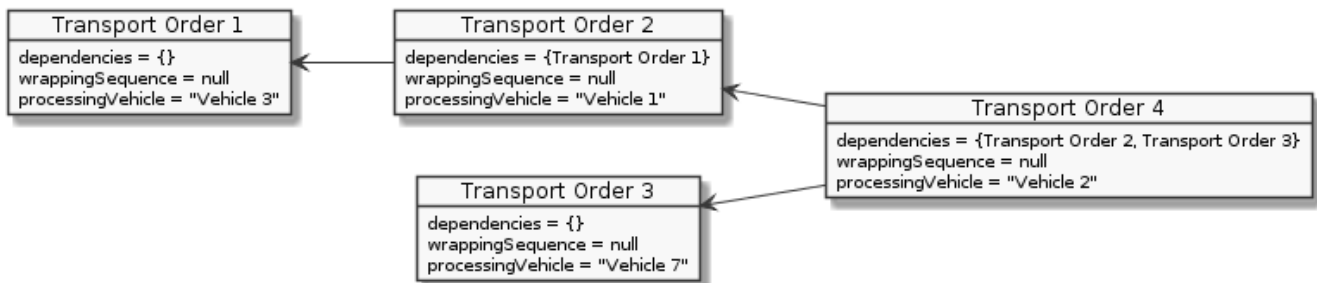 Transport Order 1
dependencies = {}
wrappingSequence = null
processingVehicle = "Vehicle 3"
Transport Order 2
dependencies = {Transport Order 1}
wrappingSequence = null
processingVehicle = "Vehicle 1"
Transport Order 3
dependencies = {}
wrappingSequence = null
processingVehicle = "Vehicle 7"
Transport Order 4
dependencies = {Transport Order 2, Transport Order 3}
wrappingSequence = null
processingVehicle = "Vehicle 2"